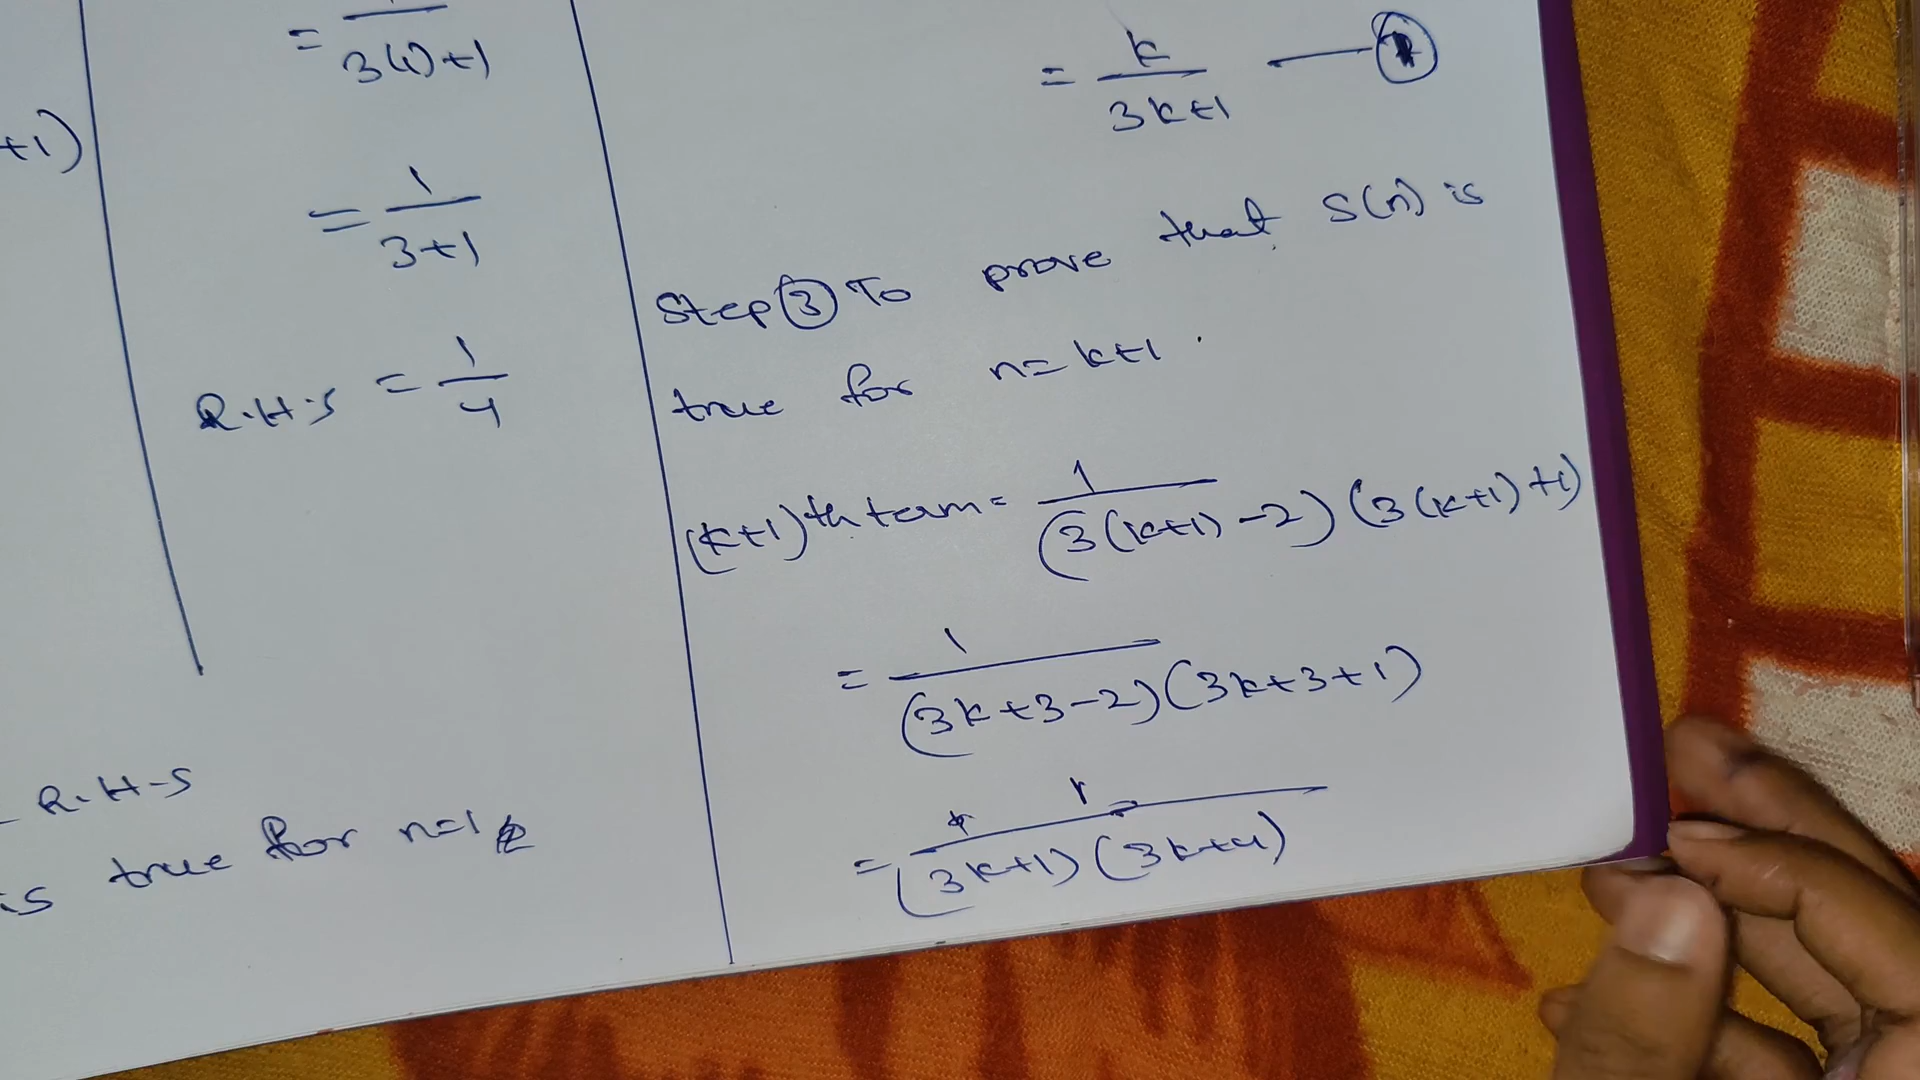 +1)
= 1/(3(1)+1)
= 1/(3+1)
R.H.S = 1/4
R.H-S
is true for n=1
= k/(3k+1) —
Step ③ To prove that S(n) is
true for n= k+1 .
(k+1)th term = 1/((3(k+1)-2) (3(k+1)+1)
= 1/((3k+3-2)(3k+3+1)
= 1/((3k+1) (3k+4)